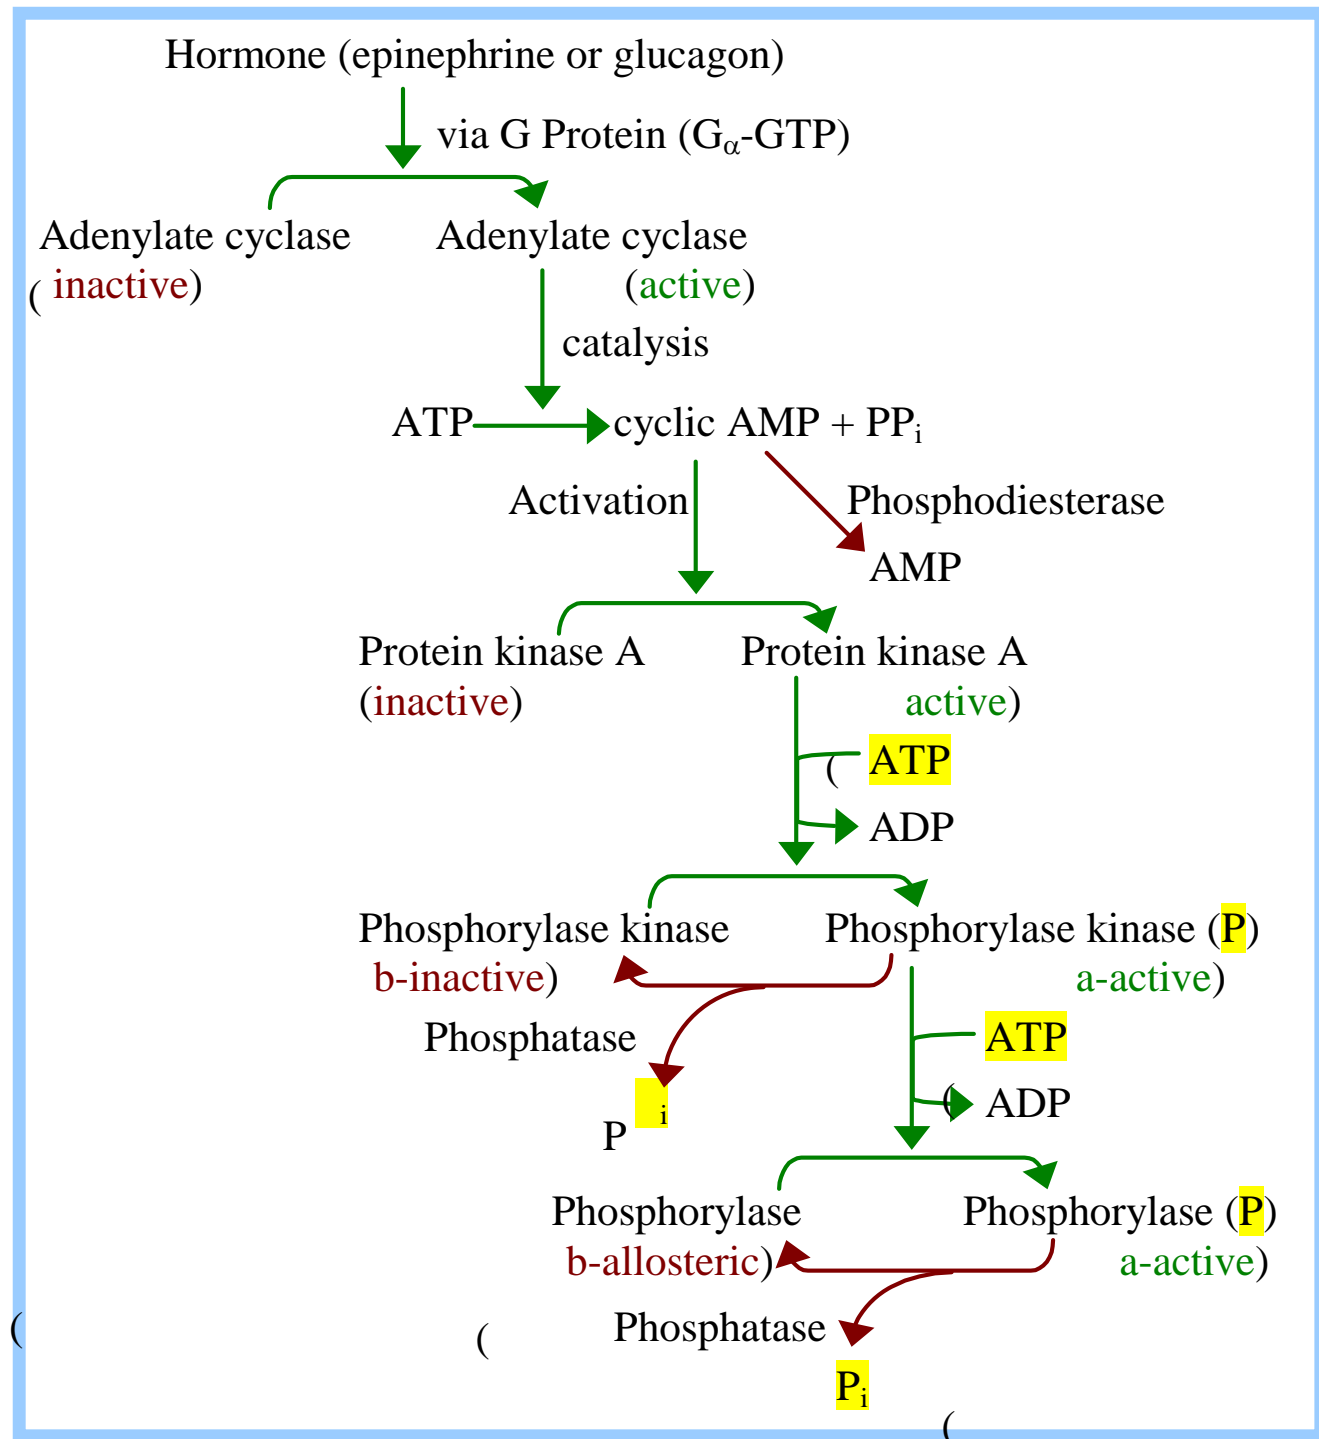 Hormone (epinephrine or glucagon)
via G Protein (Gα-GTP)
Adenylate cyclase Adenylate cyclase
( inactive) (active)
catalysis
ATP cyclic AMP + PPi
Activation Phosphodiesterase
AMP
Protein kinase A Protein kinase A
(inactive) active)
( ATP
ADP
Phosphorylase kinase Phosphorylase kinase (P)
b-inactive) a-active)
Phosphatase ATP
( ADP
P i
Phosphorylase Phosphorylase (P)
b-allosteric) a-active)
( ( Phosphatase
Pi
(